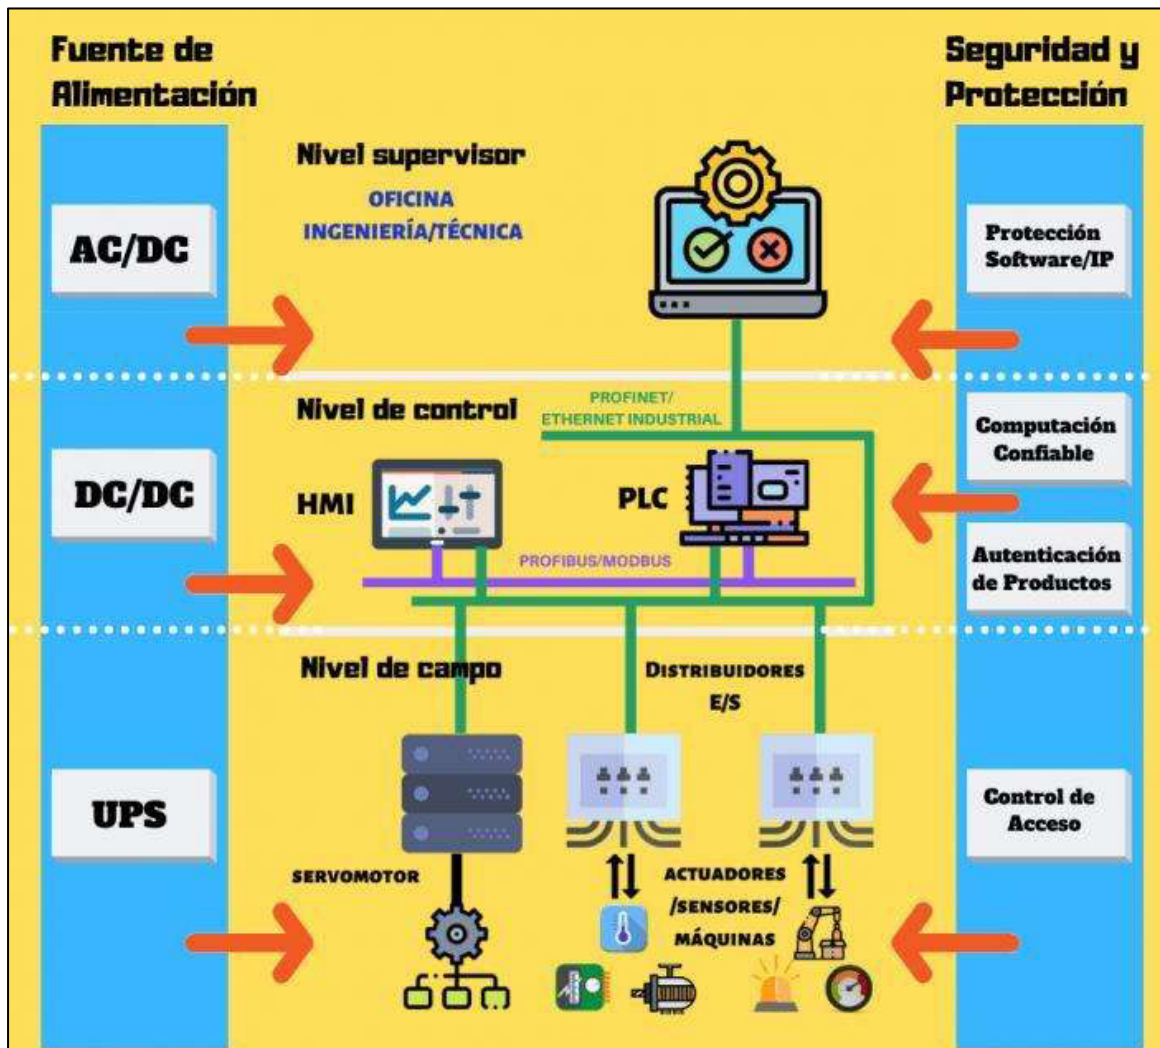 Fuente de
Alimentación
Seguridad y
Protección
Nivel supervisor
OFICINA
INGENIERÍA/TÉCNICA
AC/DC
Protección
Software/IP
Nivel de control
PROFINET/
ETHERNET INDUSTRIAL
Computación
Confiable
DC/DC
HMI
PLC
PROFIBUS/MODBUS
Autenticación
de Productos
Nivel de campo
DISTRIBUIDORES
E/S
UPS
Control de
Acceso
SERVOMOTOR
ACTUADORES
/SENSORES/
MÁQUINAS